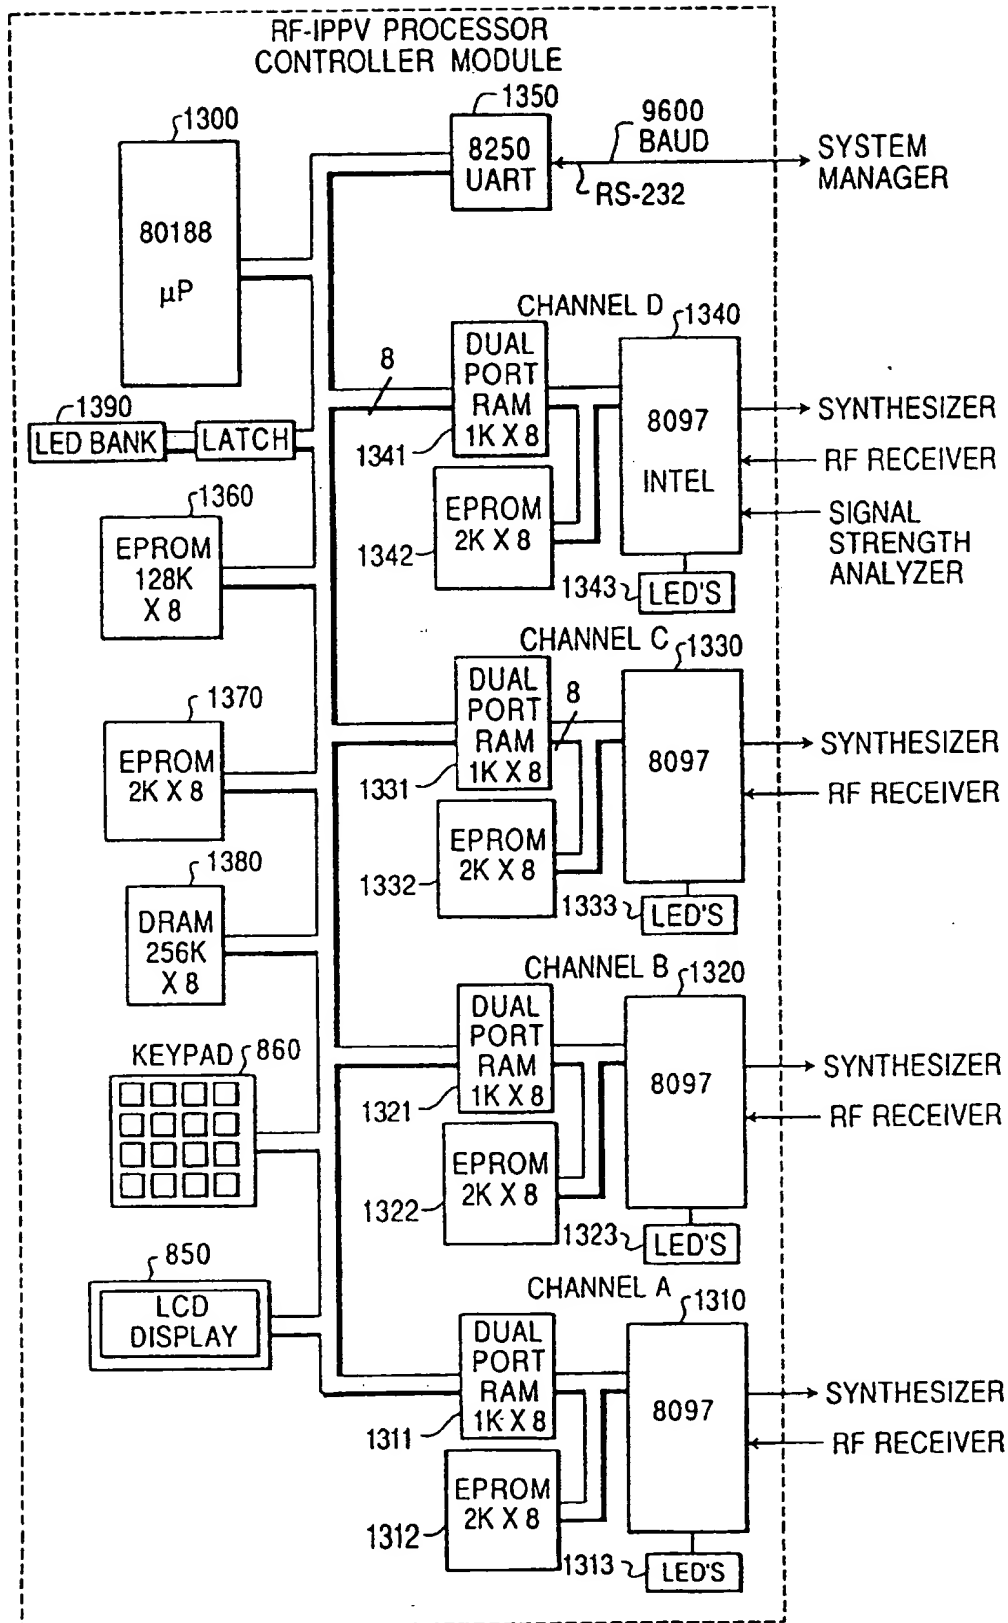 RF-IPPV PROCESSOR
CONTROLLER MODULE
1300
80188
µP
1350
8250
UART
9600
BAUD
RS-232
SYSTEM
MANAGER
1390
LED BANK
LATCH
8
CHANNEL D
DUAL
PORT
RAM
1K X 8
1341
EPROM
2K X 8
1342
1340
8097
INTEL
1343
LED'S
SYNTHESIZER
RF RECEIVER
SIGNAL
STRENGTH
ANALYZER
1360
EPROM
128K
X 8
CHANNEL C
DUAL
PORT
RAM
1K X 8
1331
8
EPROM
2K X 8
1332
1330
8097
1333
LED'S
SYNTHESIZER
RF RECEIVER
1370
EPROM
2K X 8
1380
DRAM
256K
X 8
CHANNEL B
DUAL
PORT
RAM
1K X 8
1321
EPROM
2K X 8
1322
1320
8097
1323
LED'S
SYNTHESIZER
RF RECEIVER
KEYPAD
860
850
LCD
DISPLAY
CHANNEL A
DUAL
PORT
RAM
1K X 8
1311
EPROM
2K X 8
1312
1310
8097
1313
LED'S
SYNTHESIZER
RF RECEIVER